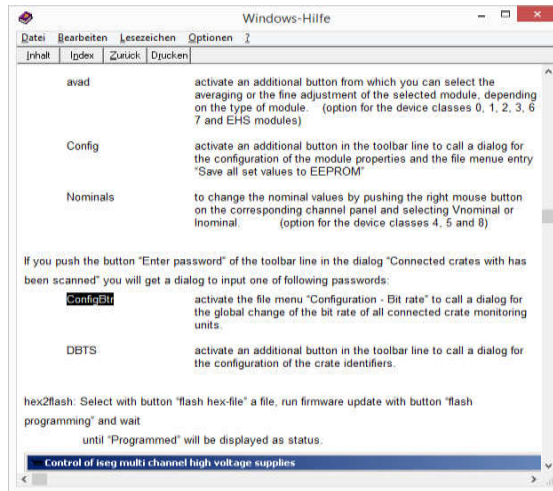 Windows-Hilfe
Datei Bearbeiten Lesezeichen Optionen ?
Inhalt Index Zurück Drucken
avad activate an additional button from which you can select the
averaging or the fine adjustment of the selected module, depending
on the type of module. (option for the device classes 0, 1, 2, 3, 6
7 and EHS modules)
Config activate an additional button in the toolbar line to call a dialog for
the configuration of the module properties and the file menue entry
"Save all set values to EEPROM"
Nominals to change the nominal values by pushing the right mouse button
on the corresponding channel panel and selecting Vnominal or
Inominal. (option for the device classes 4, 5 and 8)
If you push the button "Enter password" of the toolbar line in the dialog "Connected crates with has
been scanned" you will get a dialog to input one of following passwords:
ConfigBtr activate the file menu "Configuration - Bit rate" to call a dialog for
the global change of the bit rate of all connected crate monitoring
units.
DBTS activate an additional button in the toolbar line to call a dialog for
the configuration of the crate identifiers.
hex2flash: Select with button "flash hex-file" a file, run firmware update with button "flash
programming" and wait
until "Programmed" will be displayed as status.
Control of iseg multi channel high voltage supplies